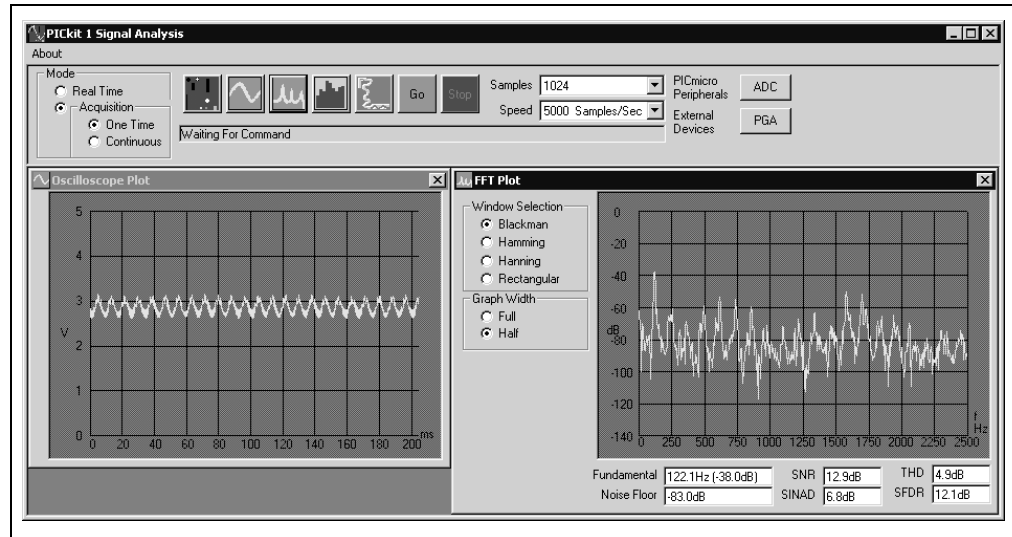 PICkit 1 Signal Analysis
About
Mode
Real Time
Acquisition
One Time
Continuous
Go
Stop
Samples 1024
Speed 5000 Samples/Sec
PICmicro
Peripherals
ADC
External
Devices
PGA
Waiting For Command
Oscilloscope Plot
5
4
3
V
2
1
0
0 20 40 60 80 100 120 140 160 180 200 ms
FFT Plot
Window Selection
Blackman
Hamming
Hanning
Rectangular
Graph Width
Full
Half
0
-20
-40
-60
dB
-80
-100
-120
-140
0 250 500 750 1000 1250 1500 1750 2000 2250 2500
f
Hz
Fundamental 122.1Hz (-38.0dB) SNR 12.9dB THD 4.9dB
Noise Floor -83.0dB SINAD 6.8dB SFDR 12.1dB